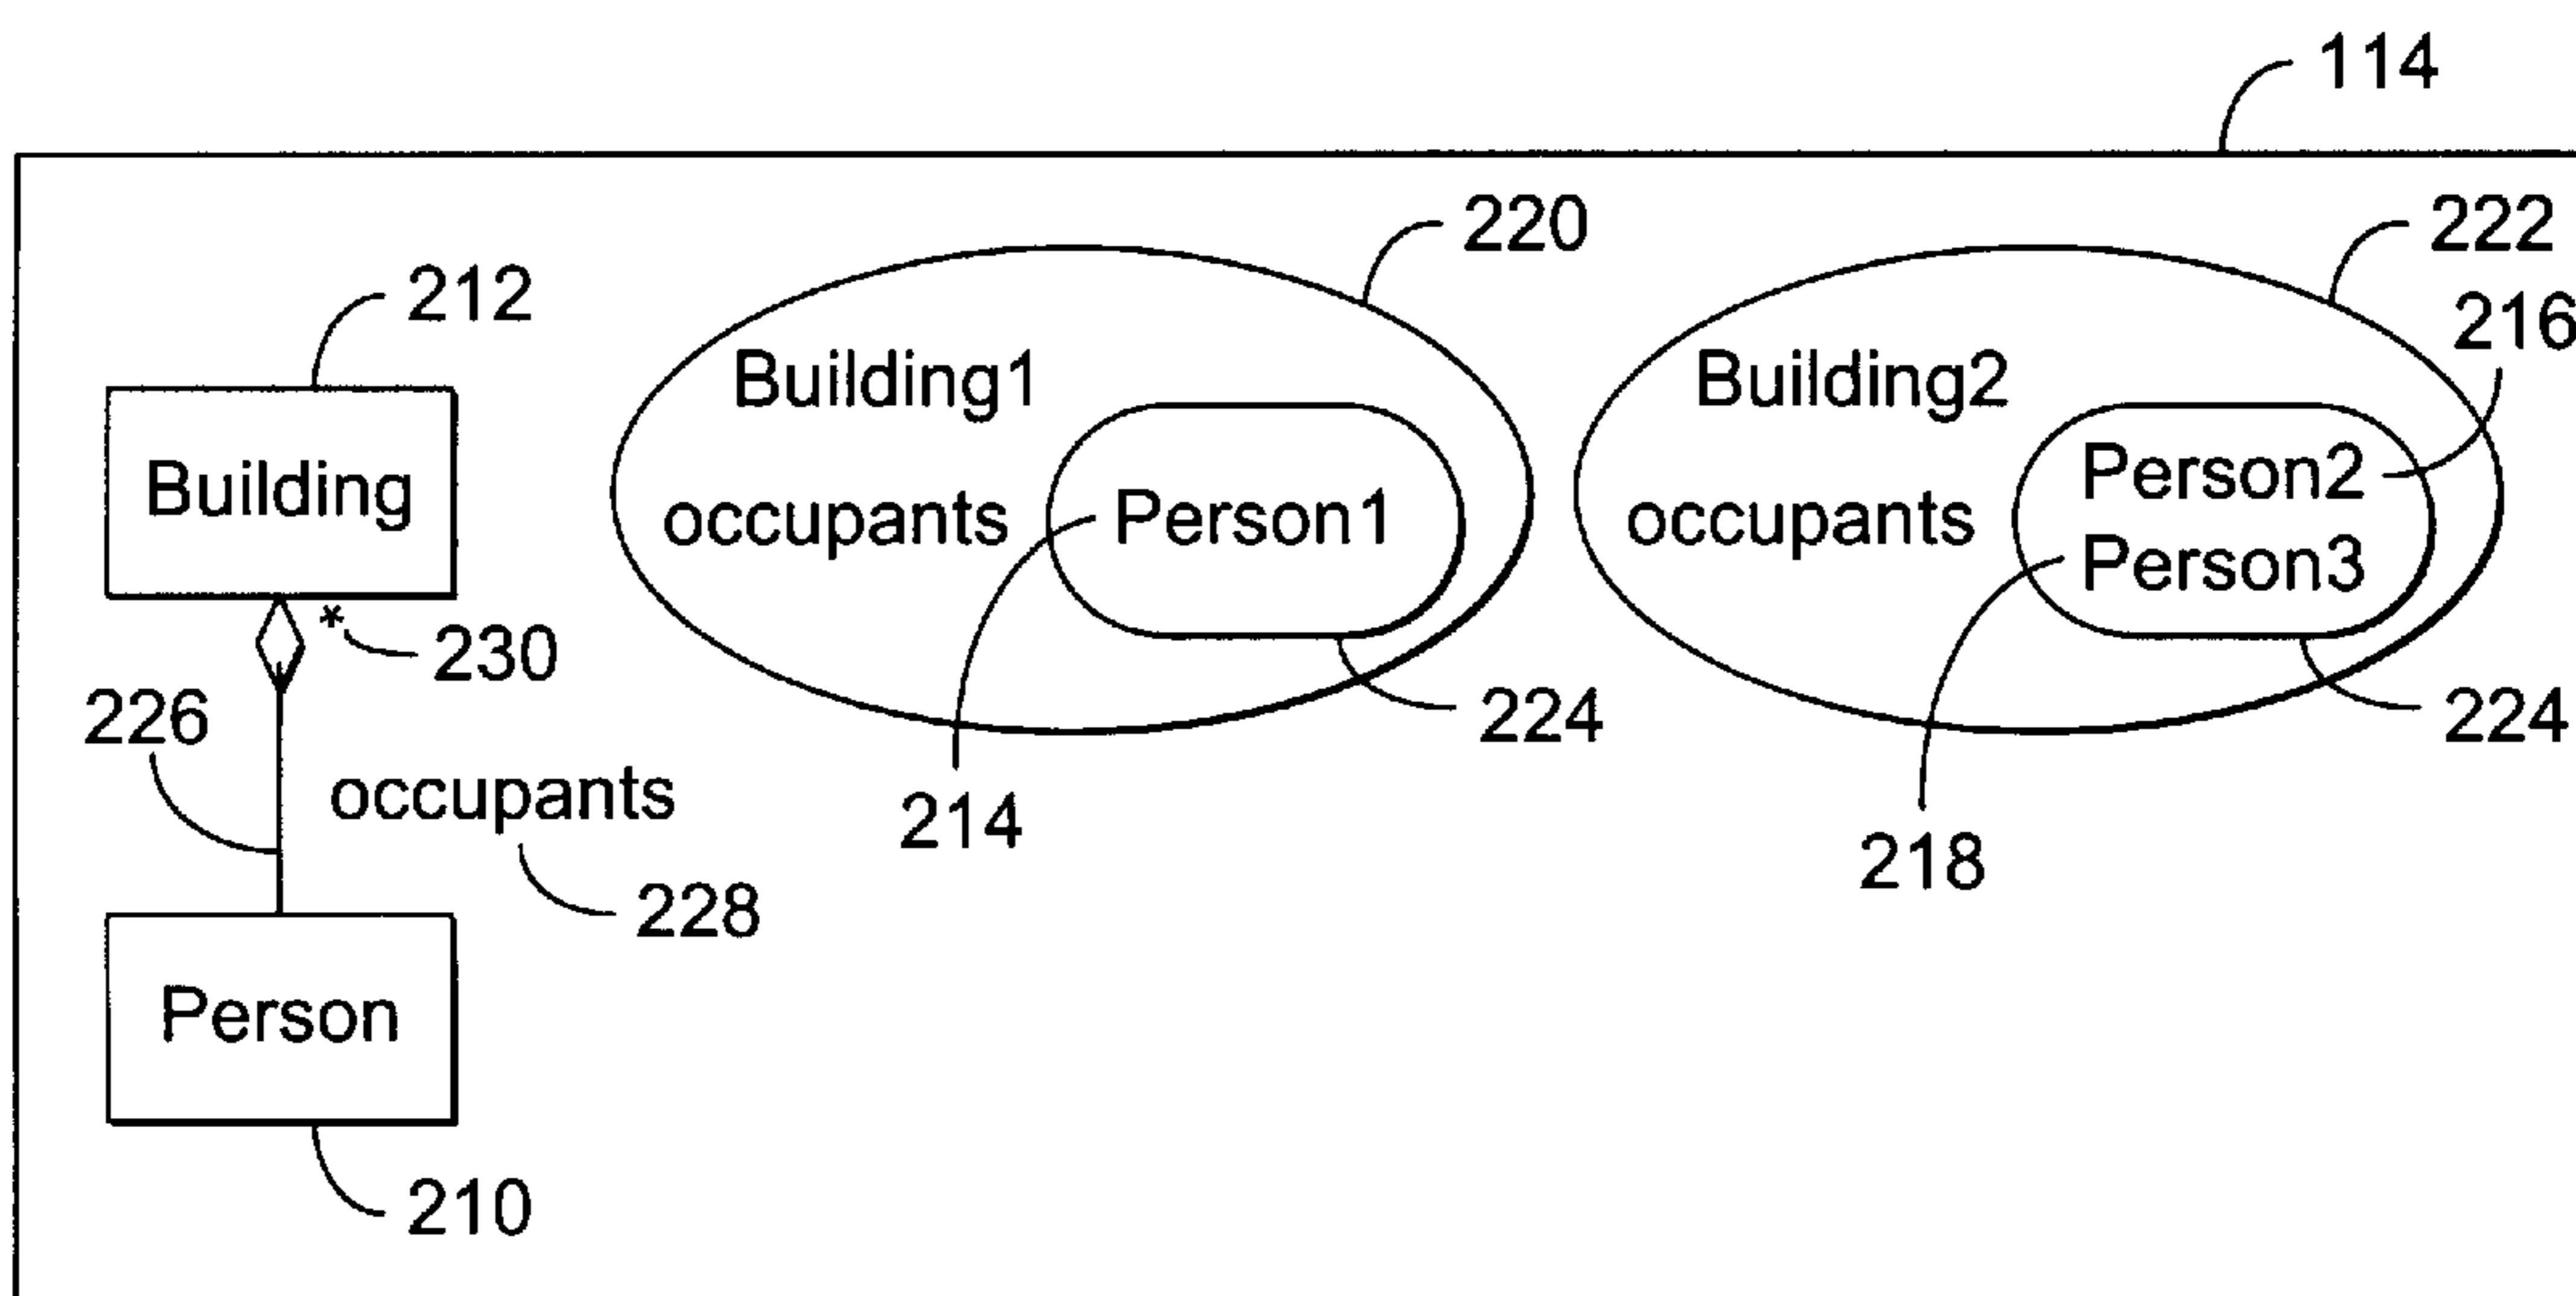 114
220
222
212
216
Building1
Building2
Building
Person2
occupants
Person1
occupants
Person3
*
230
226
224
224
occupants
214
218
228
Person
210